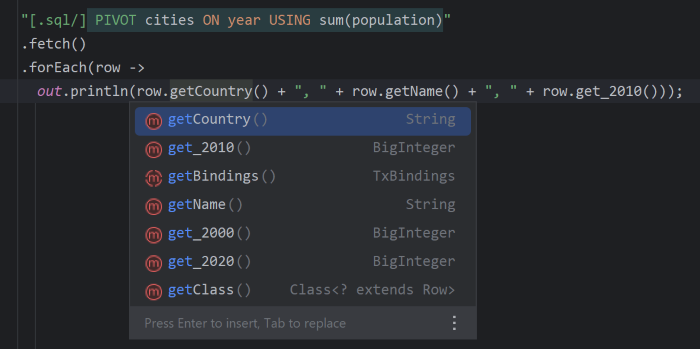 "[.sql/] PIVOT cities ON year USING sum(population)"
.fetch()
.forEach(row ->
out.println(row.getCountry() + ", " + row.getName() + ", " + row.get_2010()));
getCountry() String
get_2010() BigInteger
getBindings() TxBindings
getName() String
get_2000() BigInteger
get_2020() BigInteger
getClass() Class<? extends Row>
Press Enter to insert, Tab to replace